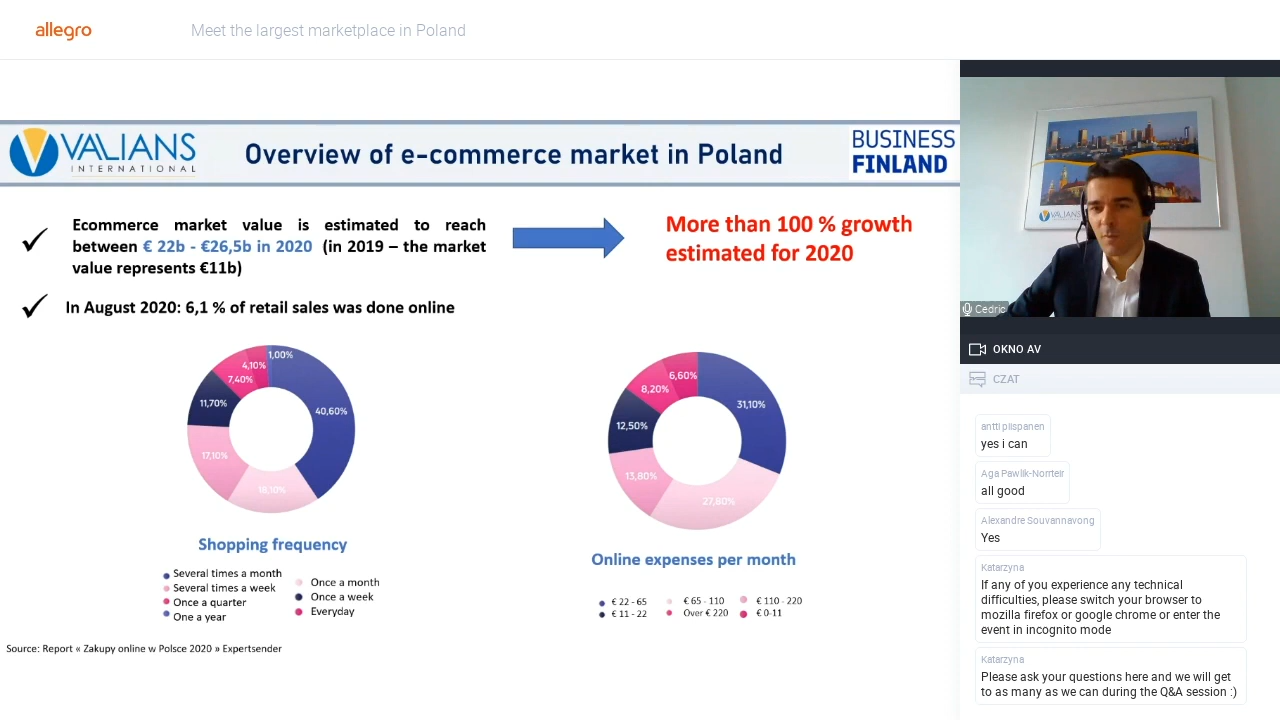 allegro
Meet the largest marketplace in Poland
VALIANS
INTERNATIONAL
Overview of e-commerce market in Poland
BUSINESS
FINLAND
Ecommerce market value is estimated to reach
between € 22b - €26,5b in 2020 (in 2019 – the market
value represents €11b)
More than 100 % growth
estimated for 2020
In August 2020: 6,1 % of retail sales was done online
1,00%
4,10%
7,40%
11,70%
40,60%
17,10%
18,10%
6,60%
8,20%
31,10%
12,50%
13,80%
27,80%
Shopping frequency
Several times a month
Several times a week
Once a quarter
One a year
Once a month
Once a week
Everyday
Online expenses per month
€ 22 - 65
€ 11 - 22
€ 65 - 110
Over € 220
€ 110 - 220
€ 0-11
Source: Report « Zakupy online w Polsce 2020 » Expertsender
VALIANS
Cedric
OKNO AV
CZAT
antti piispanen
yes i can
Aga Pawlik-Norrteir
all good
Alexandre Souvannavong
Yes
Katarzyna
If any of you experience any technical
difficulties, please switch your browser to
mozilla firefox or google chrome or enter the
event in incognito mode
Katarzyna
Please ask your questions here and we will get
to as many as we can during the Q&A session :)